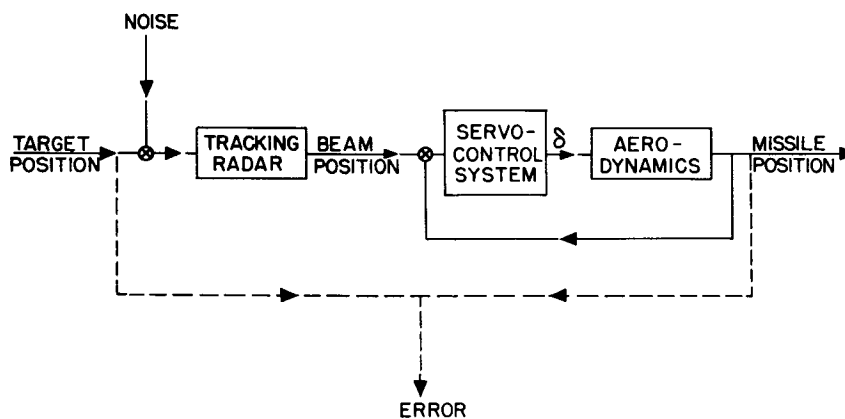 NOISE
TARGET
POSITION
TRACKING
RADAR
BEAM
POSITION
SERVO-
CONTROL
SYSTEM
δ
AERO-
DYNAMICS
MISSILE
POSITION
ERROR